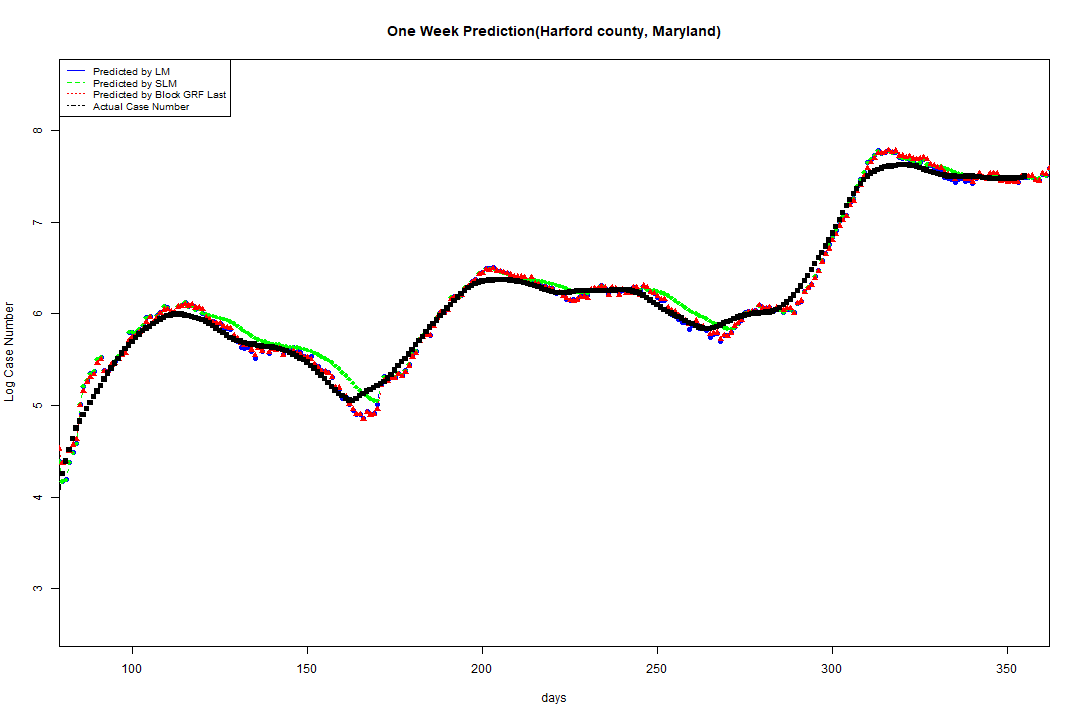 One Week Prediction(Harford county, Maryland)
Predicted by LM
Predicted by SLM
Predicted by Block GRF Last
Actual Case Number
8
7
6
5
4
3
Log Case Number
100 150 200 250 300 350
days